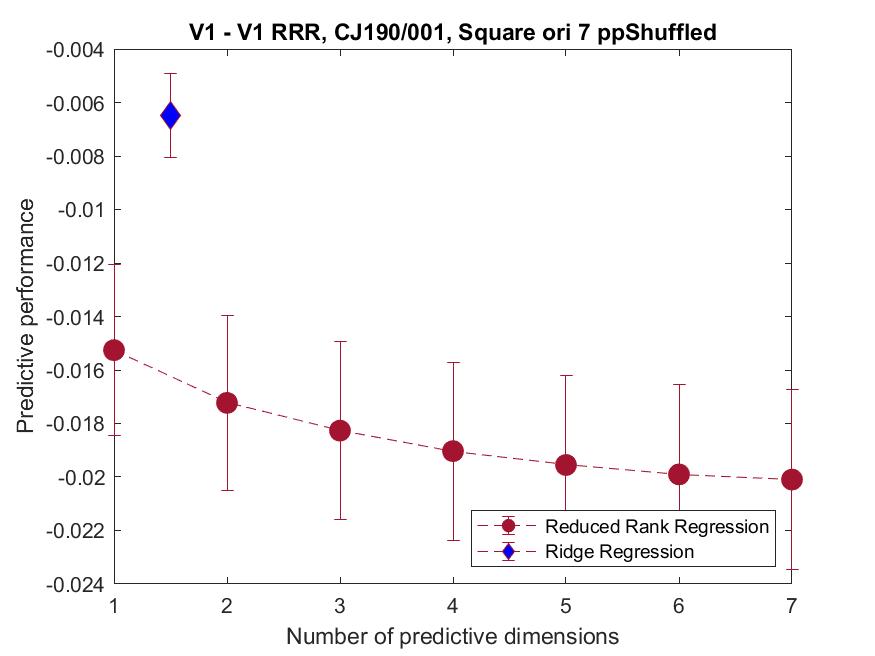 V1 - V1 RRR, CJ190/001, Square ori 7 ppShuffled
-0.004
-0.006
-0.008
-0.01
-0.012
-0.014
-0.016
-0.018
-0.02
-0.022
-0.024
Predictive performance
Reduced Rank Regression
Ridge Regression
1 2 3 4 5 6 7
Number of predictive dimensions